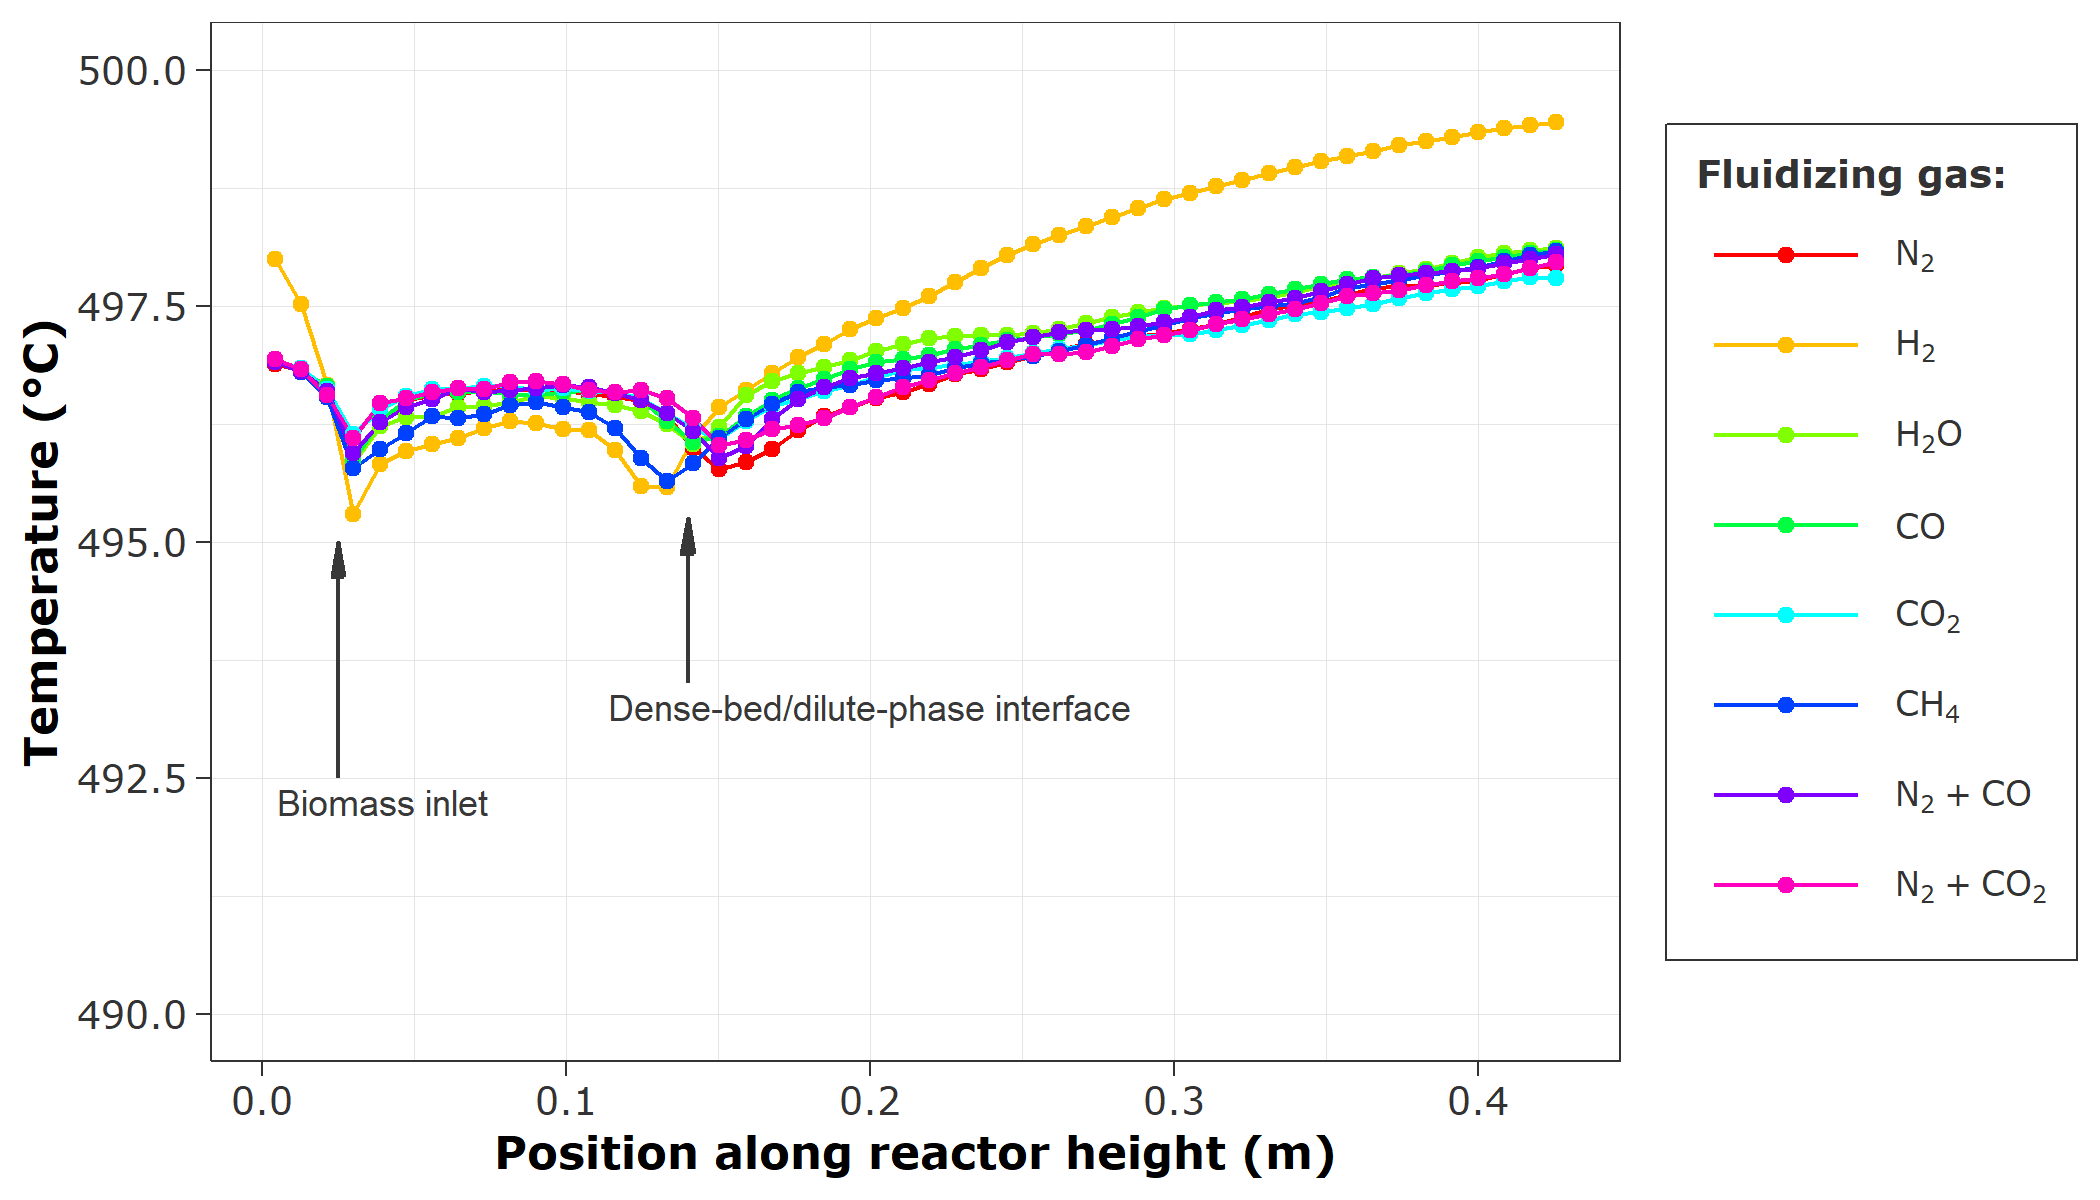 500.0
497.5
495.0
492.5
490.0
Temperature (°C)
0.0 0.1 0.2 0.3 0.4
Position along reactor height (m)
Biomass inlet
Dense-bed/dilute-phase interface
Fluidizing gas:
N₂
H₂
H₂O
CO
CO₂
CH₄
N₂ + CO
N₂ + CO₂